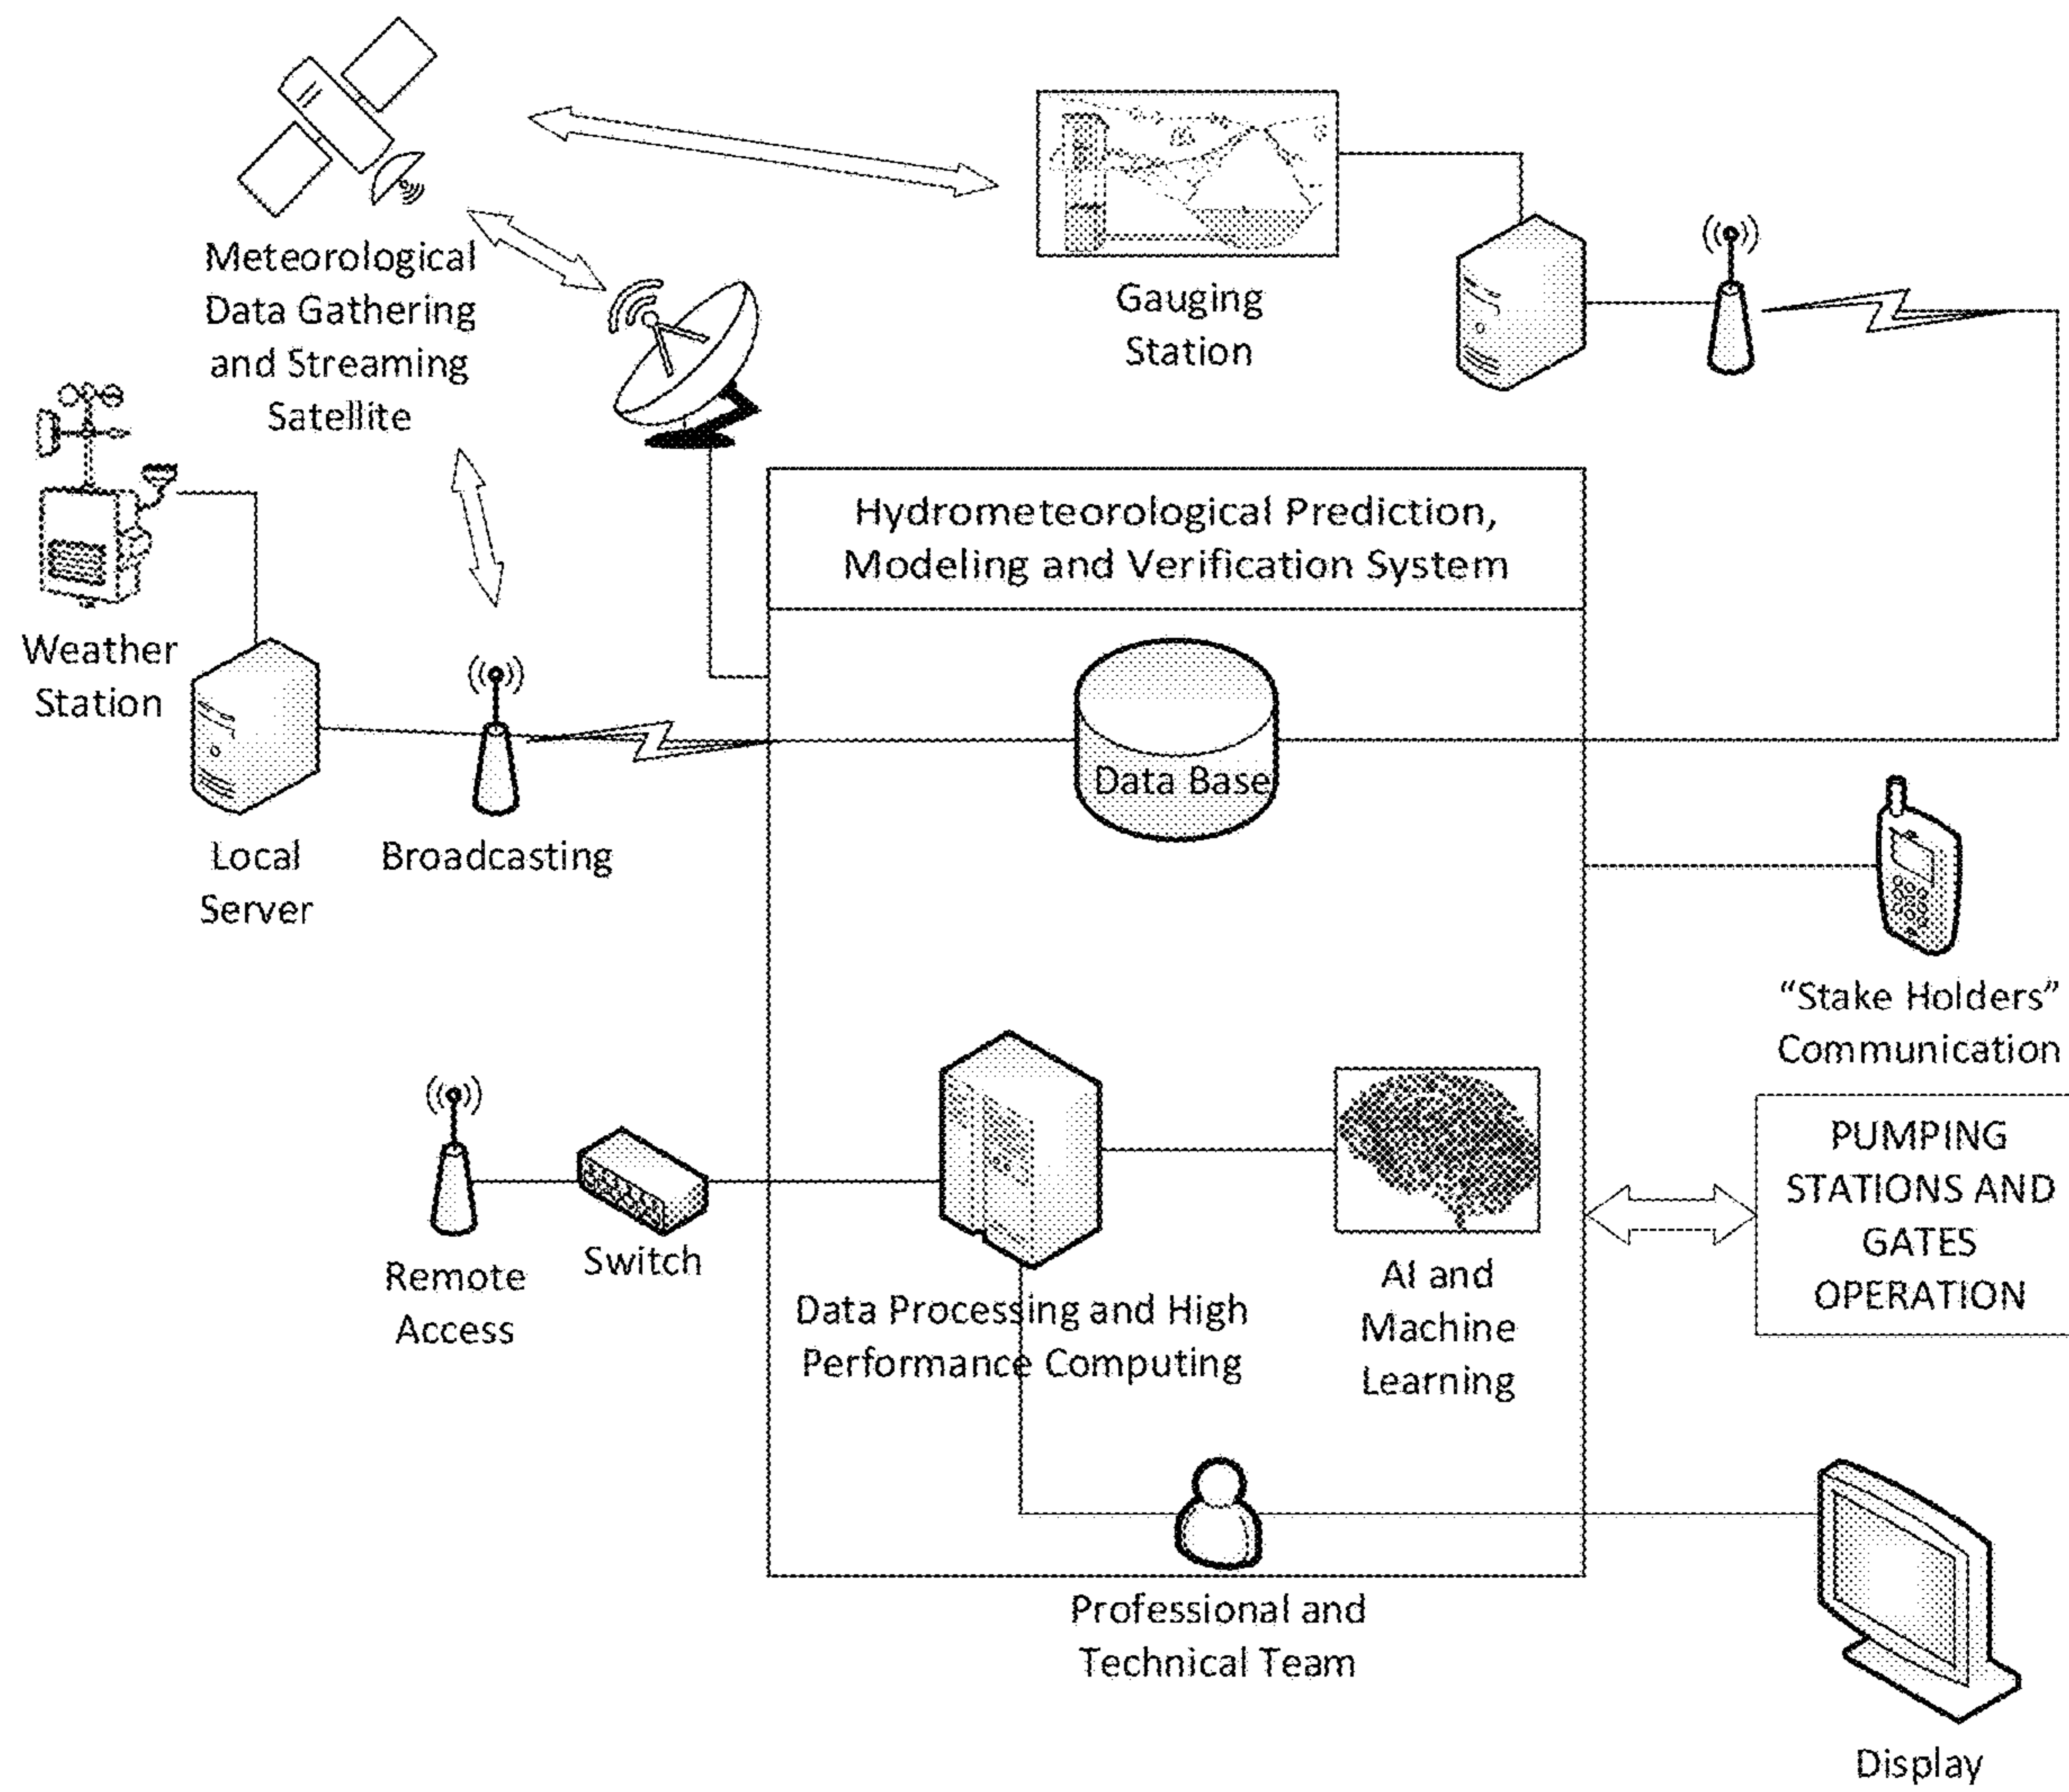 Meteorological
Data Gathering
and Streaming
Satellite
Gauging
Station
Weather
Station
Hydrometeorological Prediction,
Modeling and Verification System
Data Base
Local
Server
Broadcasting
"Stake Holders"
Communication
Remote
Access
Switch
Data Processing and High
Performance Computing
AI and
Machine
Learning
PUMPING
STATIONS AND
GATES
OPERATION
Professional and
Technical Team
Display